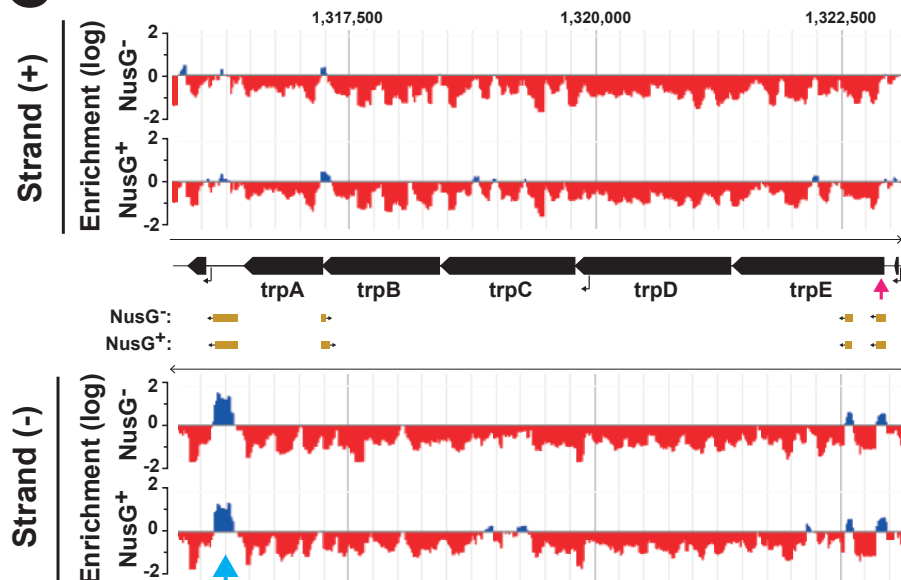 1,317,500 1,320,000 1,322,500
Strand (+)
Enrichment (log)
NusG-
2
0
-2
NusG+
2
0
-2
trpA trpB trpC trpD trpE
NusG-:
NusG+:
Strand (-)
Enrichment (log)
NusG-
2
0
-2
NusG+
2
0
-2